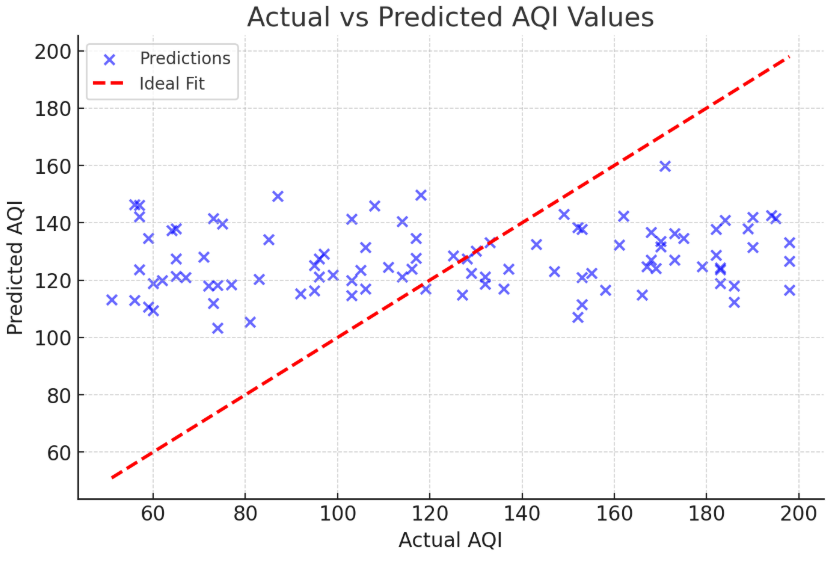 Actual vs Predicted AQI Values
Predictions
Ideal Fit
200
180
160
140
120
100
80
60
Predicted AQI
60 80 100 120 140 160 180 200
Actual AQI